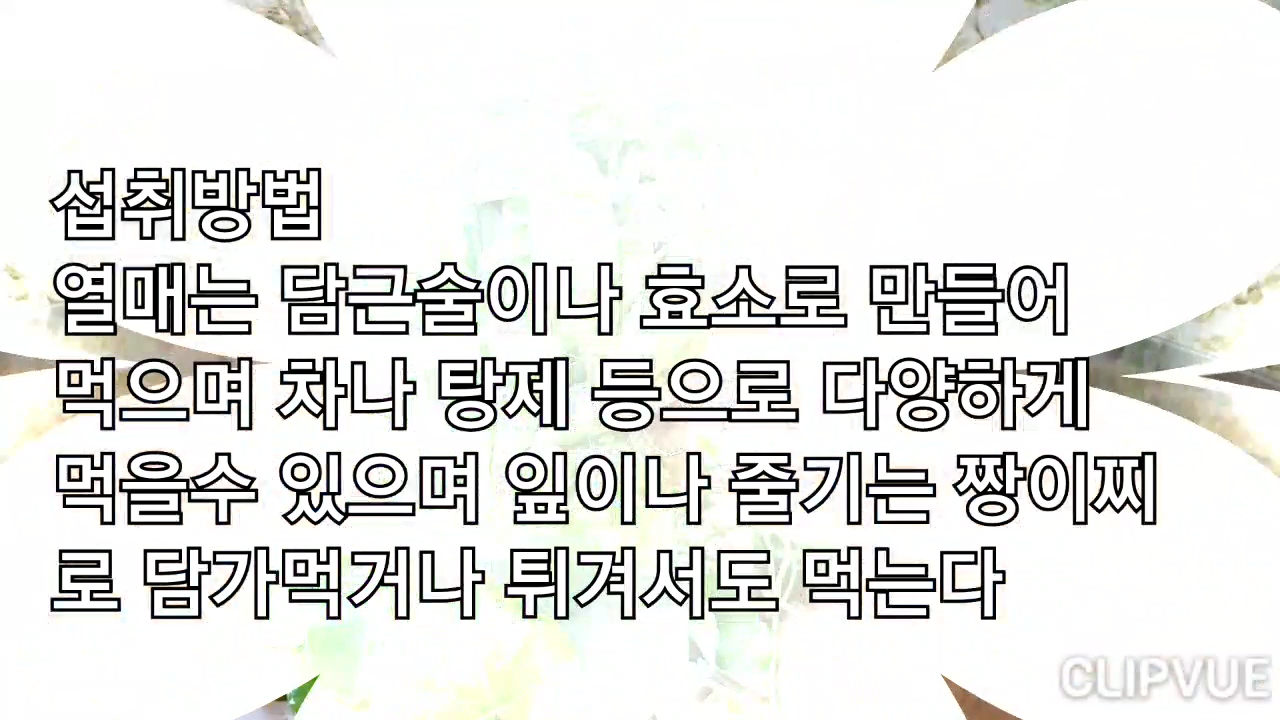 섭취방법
열매는 담근술이나 효소로 만들어
먹으며 차나 탕제 등으로 다양하게
먹을수 있으며 잎이나 줄기는 짱이찌
로 담가먹거나 튀겨서도 먹는다
CLIPVUE